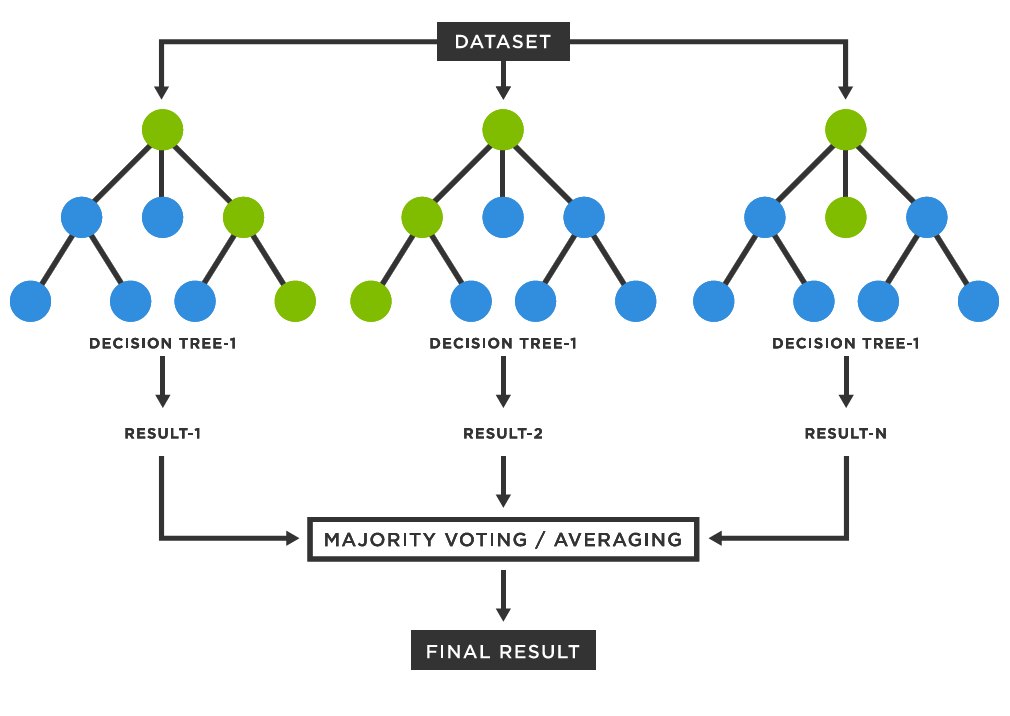 DATASET
DECISION TREE-1
DECISION TREE-1
DECISION TREE-1
RESULT-1
RESULT-2
RESULT-N
MAJORITY VOTING / AVERAGING
FINAL RESULT